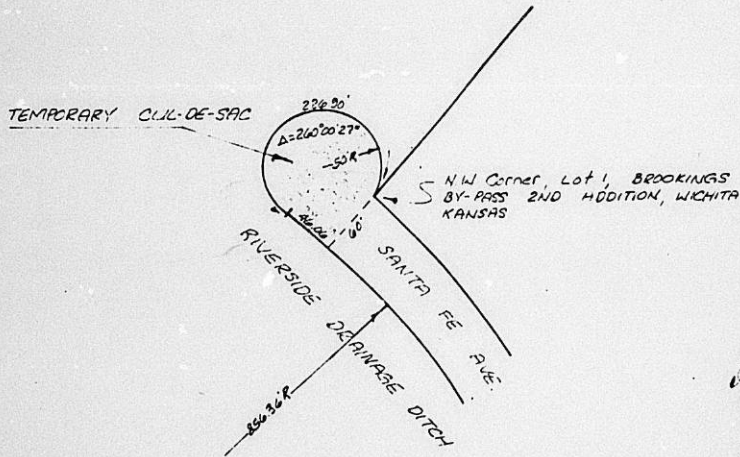 TEMPORARY CUL-DE-SAC
226.90'
Δ=260°00'27"
50'R
N.W Corner, Lot 1, BROOKINGS
BY-PASS 2ND ADDITION, WICHITA
KANSAS
46.06'
60'
SANTA FE AVE.
RIVERSIDE DRAINAGE DITCH
856.36'R